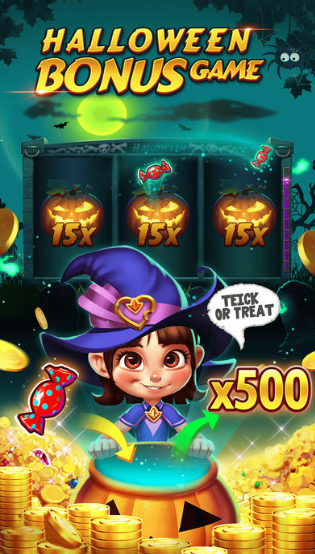 HALLOWEEN
BONUS GAME
HALLOWEEN
15X 15X 15X
TEICK
OR TREAT
x500